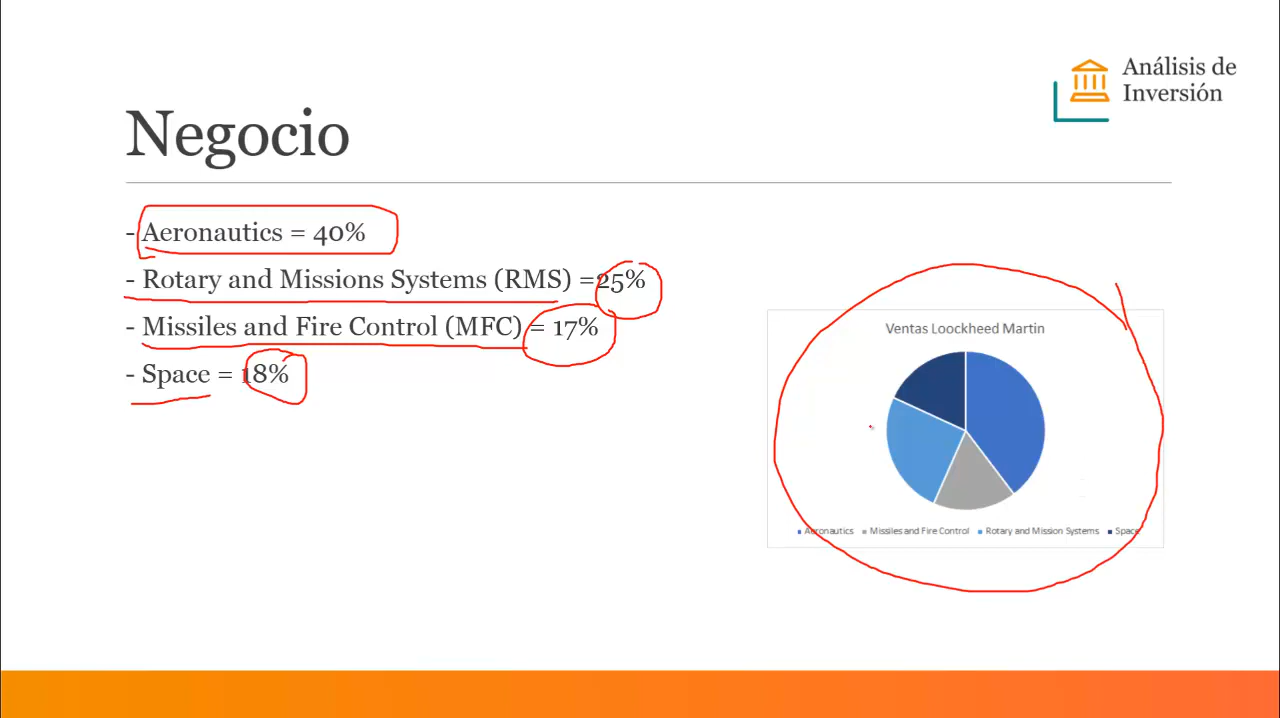 Análisis de
Inversión
Negocio
- Aeronautics = 40%
- Rotary and Missions Systems (RMS) =25%
- Missiles and Fire Control (MFC) = 17%
- Space = 18%
Ventas Loockheed Martin
Aeronautics Missiles and Fire Control Rotary and Mission Systems Space